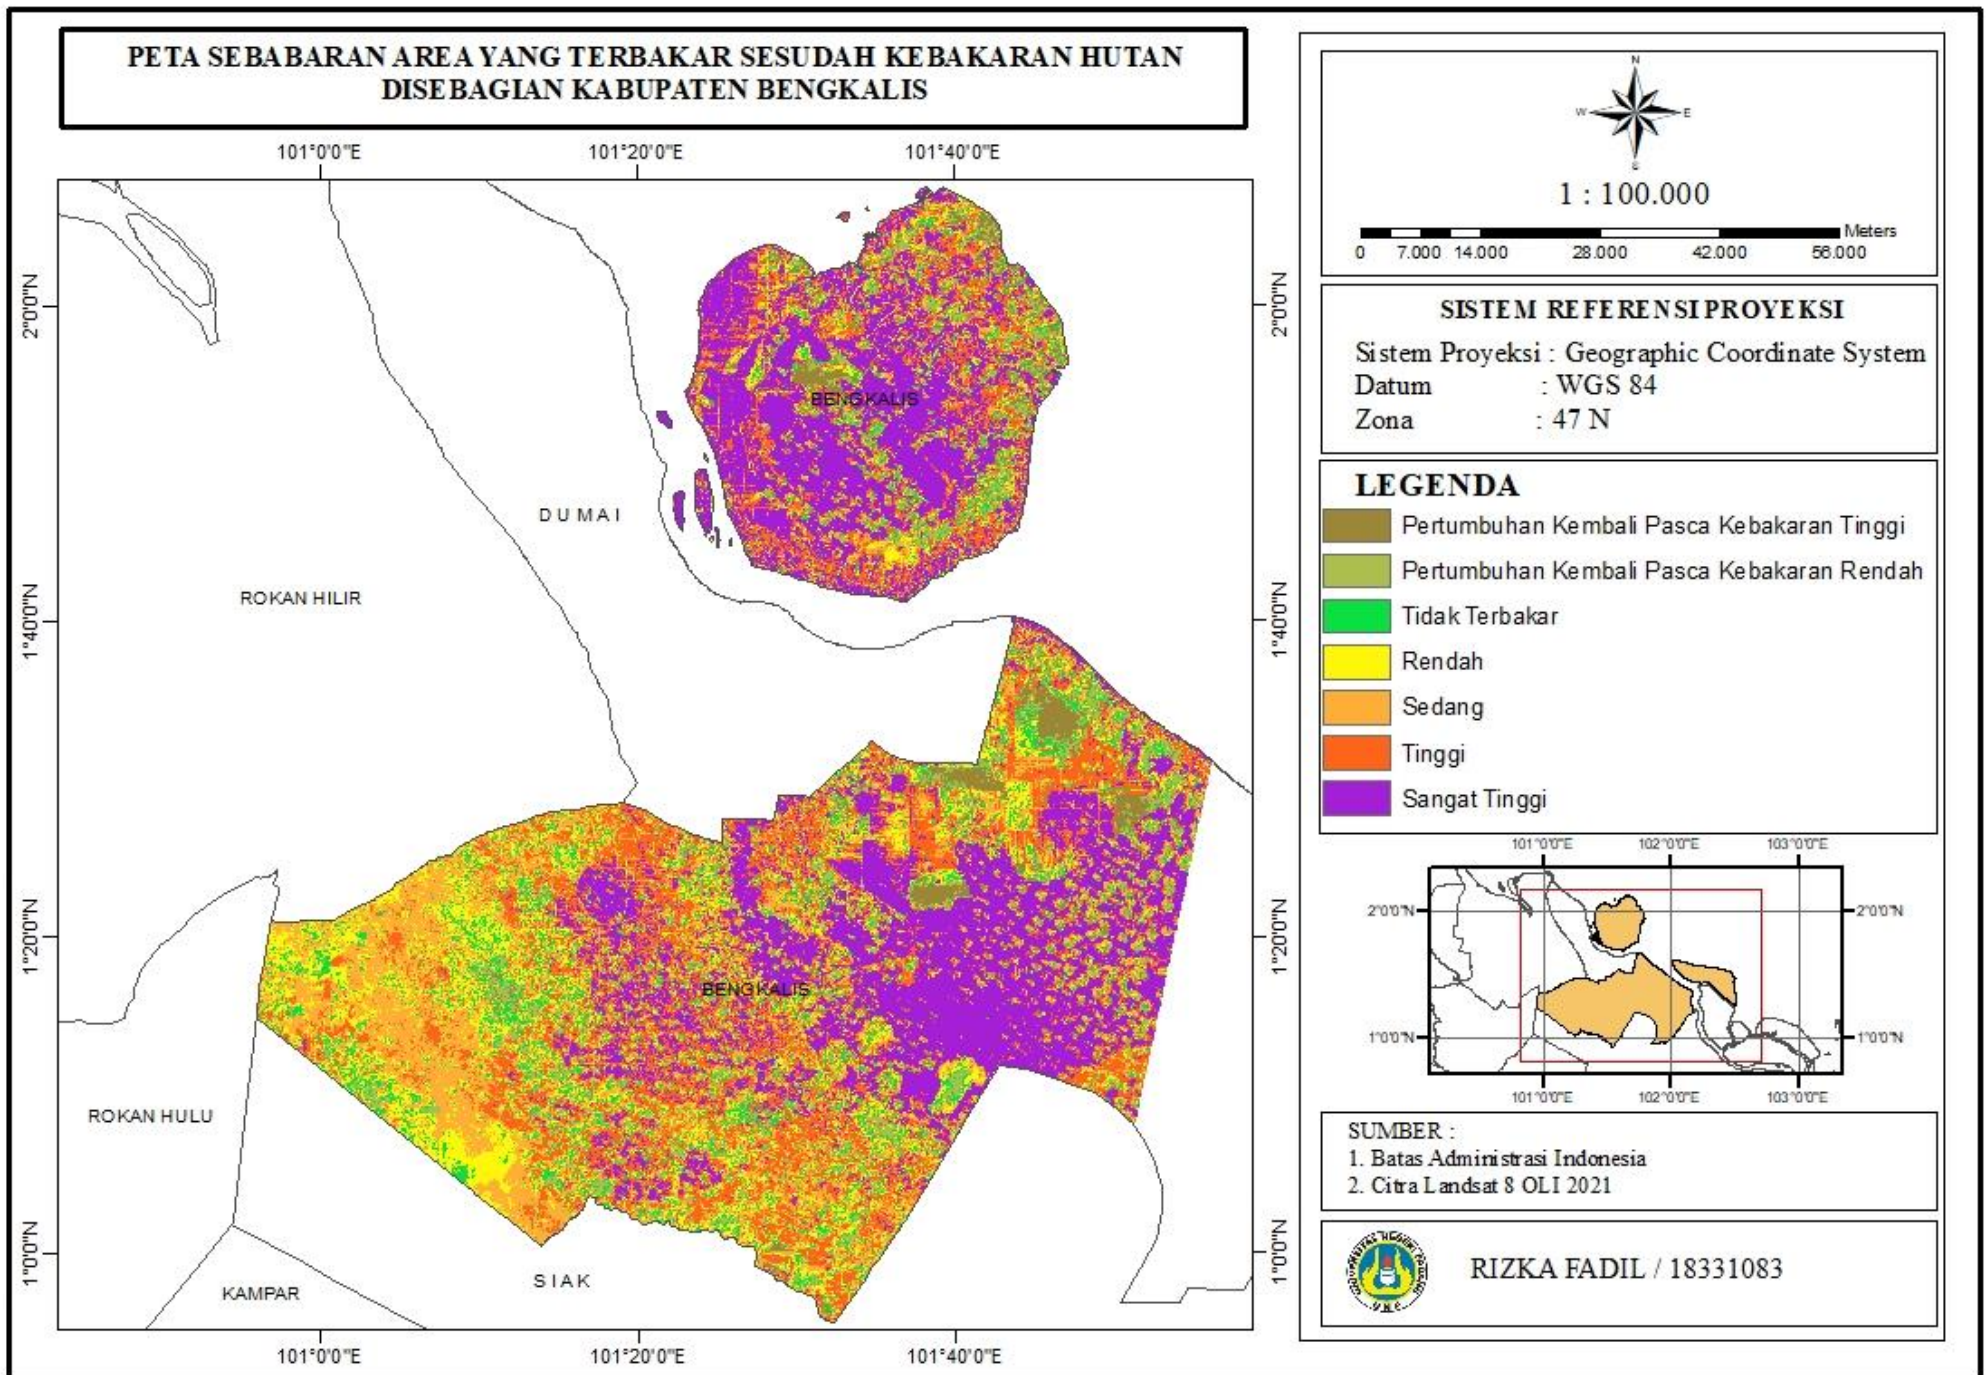 PETA SEBABARAN AREA YANG TERBAKAR SESUDAH KEBAKARAN HUTAN
DISEBAGIAN KABUPATEN BENGKALIS
101°0'0"E 101°20'0"E 101°40'0"E
2°0'0"N 2°0'0"N
1°40'0"N 1°40'0"N
1°20'0"N 1°20'0"N
1°0'0"N 1°0'0"N
BENGKALIS
DUMAI
ROKAN HILIR
BENGKALIS
ROKAN HULU
SIAK
KAMPAR
101°0'0"E 101°20'0"E 101°40'0"E
N
W E
S
1 : 100.000
Meters
0 7.000 14.000 28.000 42.000 56.000
SISTEM REFERENSI PROYEKSI
Sistem Proyeksi : Geographic Coordinate System
Datum : WGS 84
Zona : 47 N
LEGENDA
Pertumbuhan Kembali Pasca Kebakaran Tinggi
Pertumbuhan Kembali Pasca Kebakaran Rendah
Tidak Terbakar
Rendah
Sedang
Tinggi
Sangat Tinggi
101°0'0"E 102°0'0"E 103°0'0"E
2°0'0"N 2°0'0"N
1°0'0"N 1°0'0"N
101°0'0"E 102°0'0"E 103°0'0"E
SUMBER :
1. Batas Administrasi Indonesia
2. Citra Landsat 8 OLI 2021
RIZKA FADIL / 18331083